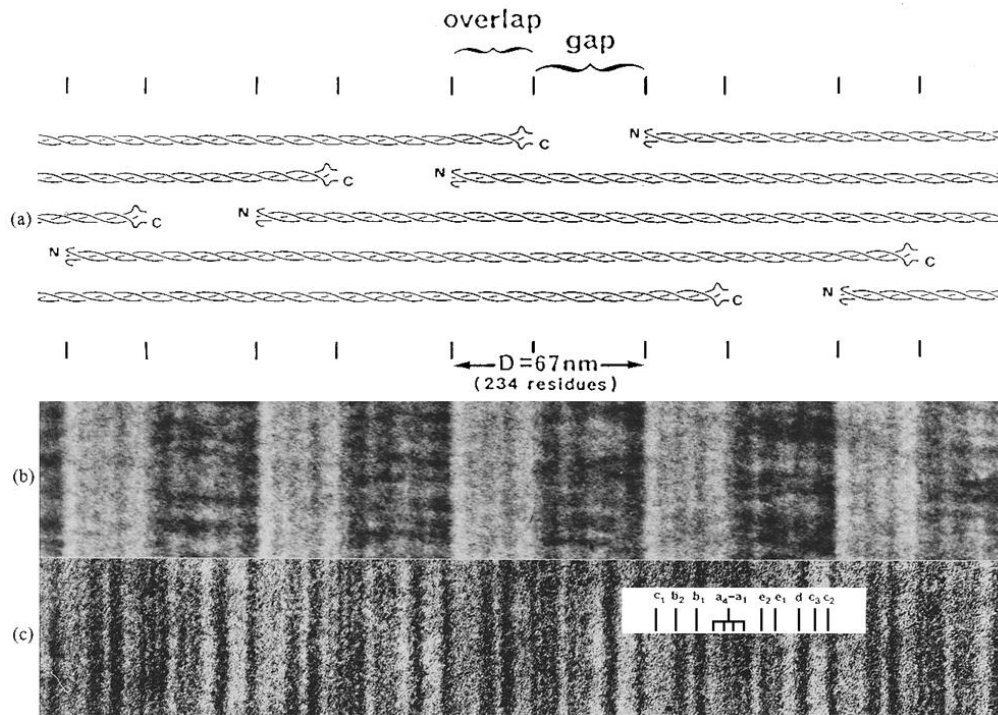 overlap
gap
N
C
N
C
(a)
C
N
N
C
C
N
D=67nm
(234 residues)
(b)
(c)
c₁ b₂ b₁ a₄–a₁ e₂ e₁ d c₃ c₂